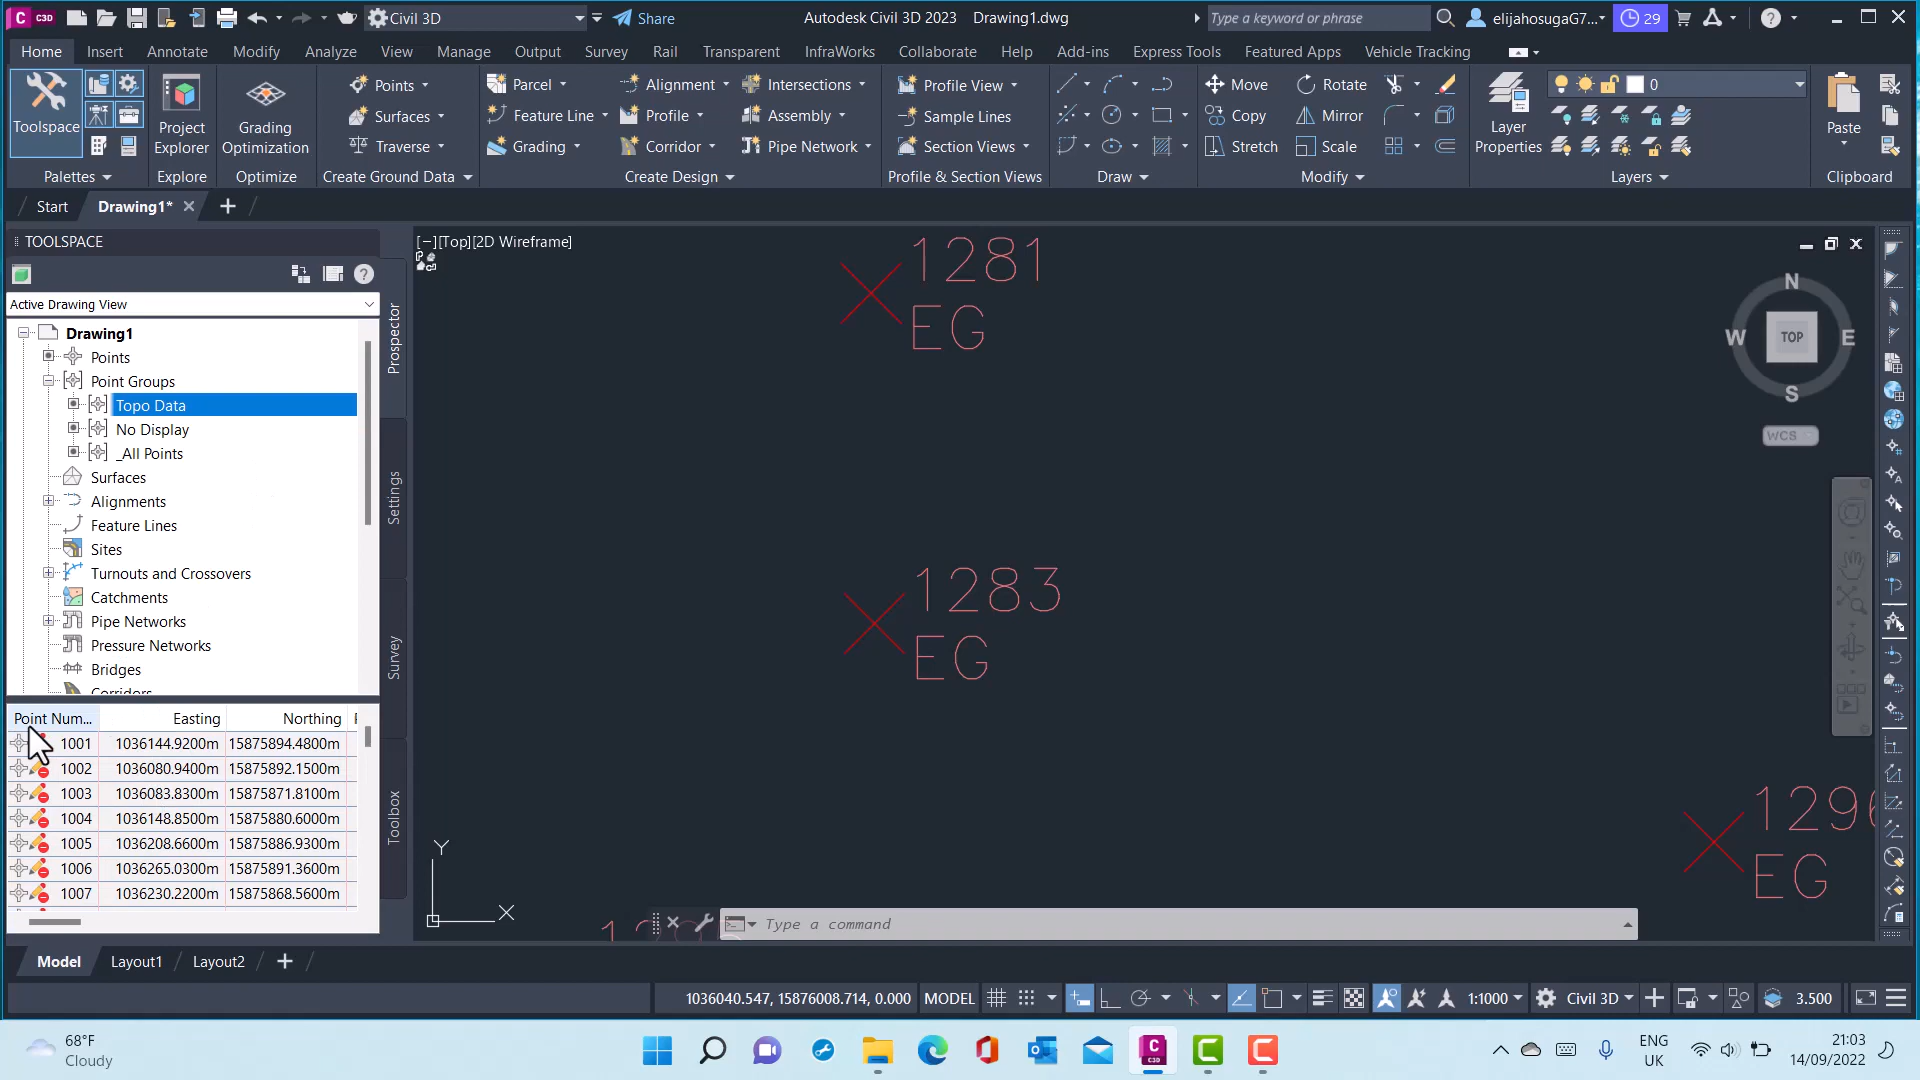 C3D
Civil 3D
Share
Autodesk Civil 3D 2023 Drawing1.dwg
Type a keyword or phrase
elijahosugaG7...
29
Home Insert Annotate Modify Analyze View Manage Output Survey Rail Transparent InfraWorks Collaborate Help Add-ins Express Tools Featured Apps Vehicle Tracking
Toolspace
Project
Explorer
Grading
Optimization
Points
Surfaces
Traverse
Parcel
Feature Line
Grading
Alignment
Profile
Corridor
Intersections
Assembly
Pipe Network
Profile View
Sample Lines
Section Views
Move
Copy
Stretch
Rotate
Mirror
Scale
Layer
Properties
0
Paste
Palettes
Explore
Optimize
Create Ground Data
Create Design
Profile & Section Views
Draw
Modify
Layers
Clipboard
Start
Drawing1*
TOOLSPACE
Active Drawing View
Drawing1
Points
Point Groups
Topo Data
No Display
_All Points
Surfaces
Alignments
Feature Lines
Sites
Turnouts and Crossovers
Catchments
Pipe Networks
Pressure Networks
Bridges
Corridors
Prospector
Settings
Survey
Toolbox
Point Num... Easting Northing
1001 1036144.9200m 15875894.4800m
1002 1036080.9400m 15875892.1500m
1003 1036083.8300m 15875871.8100m
1004 1036148.8500m 15875880.6000m
1005 1036208.6600m 15875886.9300m
1006 1036265.0300m 15875891.3600m
1007 1036230.2200m 15875868.5600m
[−][Top][2D Wireframe]
1281
EG
1283
EG
1296
EG
N
W
TOP
E
S
WCS
Y
X
Type a command
Model
Layout1
Layout2
1036040.547, 15876008.714, 0.000
MODEL
1:1000
Civil 3D
3.500
68°F
Cloudy
C3D
ENG
UK
21:03
14/09/2022